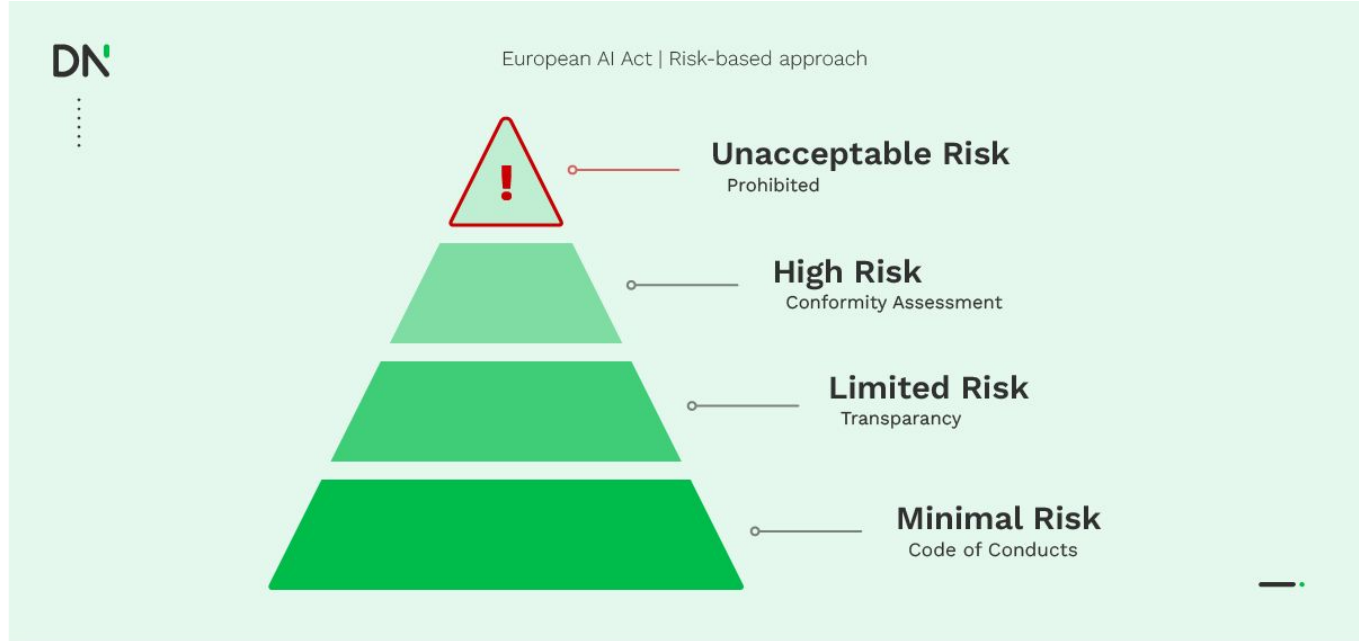 DN
European AI Act | Risk-based approach
!
Unacceptable Risk
Prohibited
High Risk
Conformity Assessment
Limited Risk
Transparancy
Minimal Risk
Code of Conducts